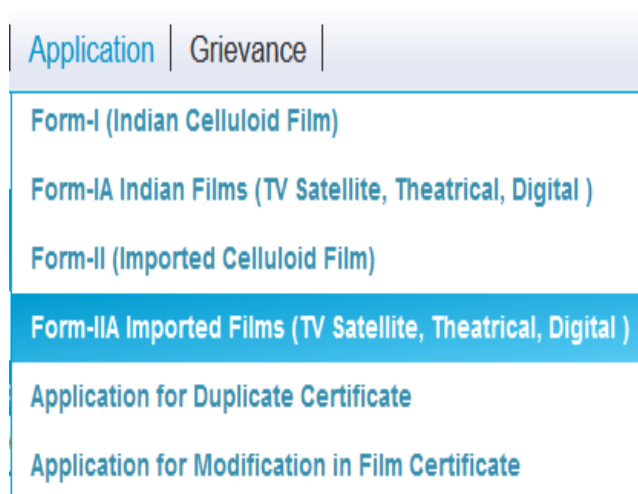 Application | Grievance |
Form-I (Indian Celluloid Film)
Form-IA Indian Films (TV Satellite, Theatrical, Digital )
Form-II (Imported Celluloid Film)
Form-IIA Imported Films (TV Satellite, Theatrical, Digital )
Application for Duplicate Certificate
Application for Modification in Film Certificate